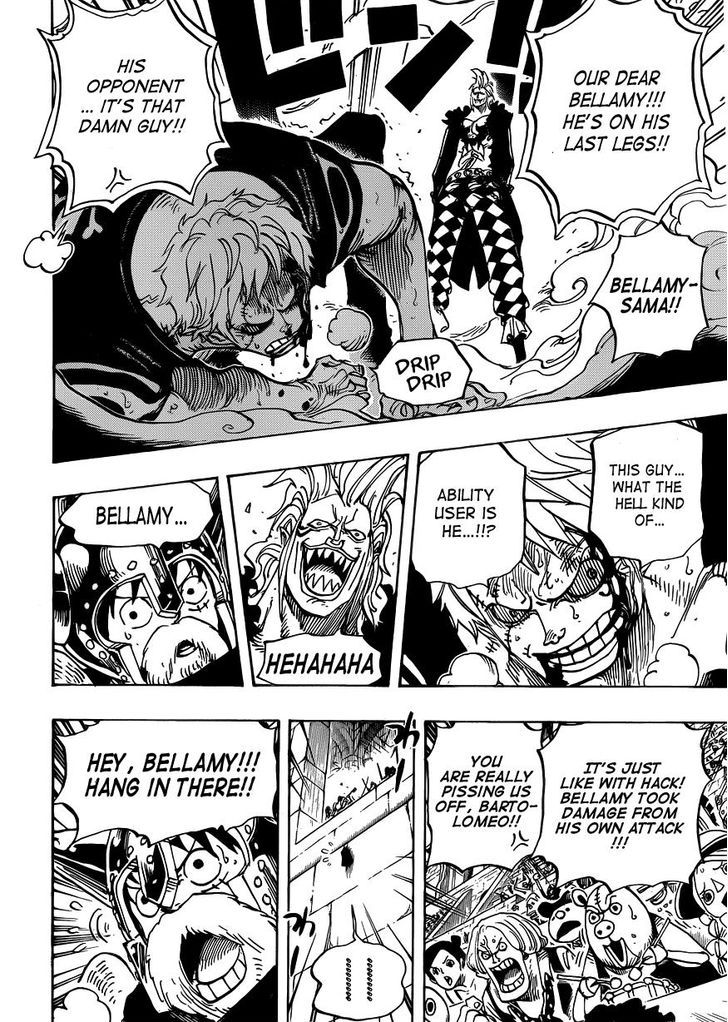 OUR DEAR
BELLAMY!!!
HE'S ON HIS
LAST LEGS!!
HIS
OPPONENT
... IT'S THAT
DAMN GUY!!
BELLAMY-
SAMA!!
DRIP
DRIP
THIS GUY...
WHAT THE
HELL KIND
OF...
ABILITY
USER IS
HE...!!?
HEHAHAHA
BELLAMY...
IT'S JUST
LIKE WITH HACK!
BELLAMY TOOK
DAMAGE FROM
HIS OWN ATTACK
!!!
YOU
ARE REALLY
PISSING US
OFF, BARTO-
LOMEO!!
HEY, BELLAMY!!!
HANG IN THERE!!